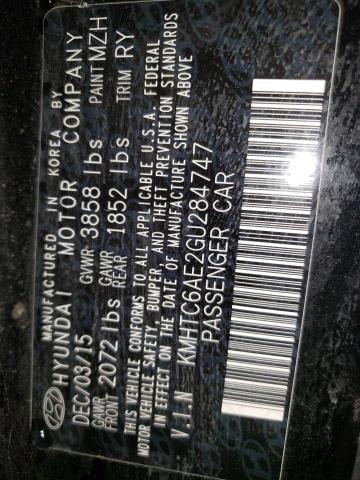 MANUFACTURED IN KOREA BY
HYUNDAI MOTOR COMPANY
DEC/03/15 GVWR 3858 lbs PAINT MZH
GAWR FRONT 2072 lbs GAWR REAR 1852 lbs TRIM RY
THIS VEHICLE CONFORMS TO ALL APPLICABLE U.S.A. FEDERAL
MOTOR VEHICLE SAFETY, BUMPER, AND THEFT PREVENTION STANDARDS
IN EFFECT ON THE DATE OF MANUFACTURE SHOWN ABOVE
V.I.N KMHTC6AE2GU284747
PASSENGER CAR